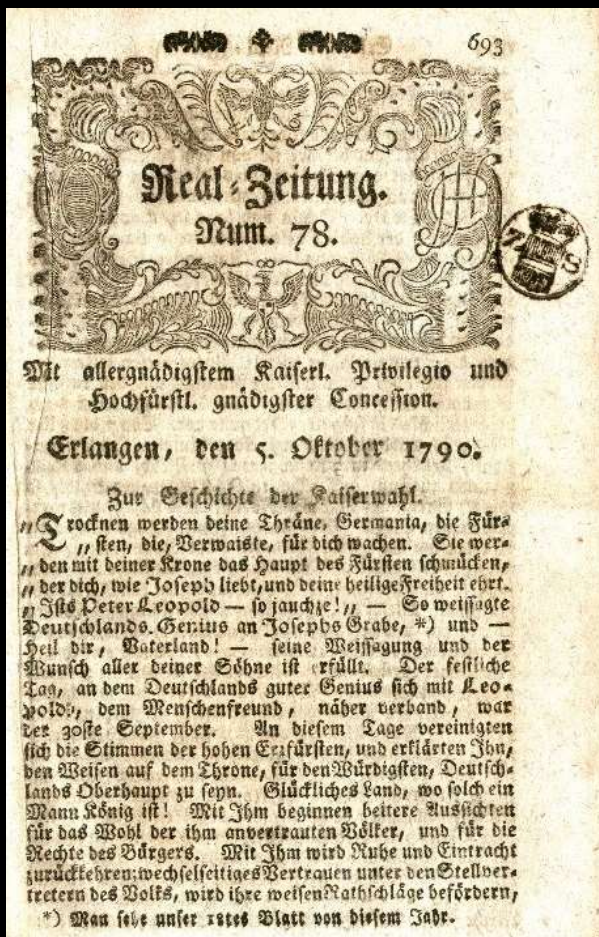 693
Real-Zeitung.
Num. 78.
Z S
Mit allergnädigstem Kaiserl. Privilegio und
Hochfürstl. gnädigster Concession.
Erlangen, den 5. Oktober 1790.
Zur Geschichte der Kaiserwahl.
„Trocknen werden deine Thräne, Germania, die Für-
„sten, die, Verwaiste, für dich wachen. Sie wer-
„den mit deiner Krone das Haupt des Fürsten schmücken,
„der dich, wie Joseph liebt, und deine heilige Freiheit ehrt.
„Ists Peter Leopold — so jauchze!„ — So weissagte
Deutschlands Genius an Josephs Grabe, *) und —
Heil dir, Vaterland! — seine Weissagung und der
Wunsch aller deiner Söhne ist erfüllt. Der festliche
Tag, an dem Deutschlands guter Genius sich mit Leo-
pold, dem Menschenfreund, näher verband, war
der 30ste September. An diesem Tage vereinigten
sich die Stimmen der hohen Erzfürsten, und erklärten Ihn,
den Weisen auf dem Throne, für den Würdigsten, Deutsch-
lands Oberhaupt zu seyn. Glückliches Land, wo solch ein
Mann König ist! Mit Ihm beginnen heitere Aussichten
für das Wohl der ihm anvertrauten Völker, und für die
Rechte des Bürgers. Mit Ihm wird Ruhe und Eintracht
zurückkehren; wechselseitiges Vertrauen unter den Stellver-
tretern des Volks, wird ihre weisen Rathschläge befördern,
*) Man sehe unser 18tes Blatt von diesem Jahr.